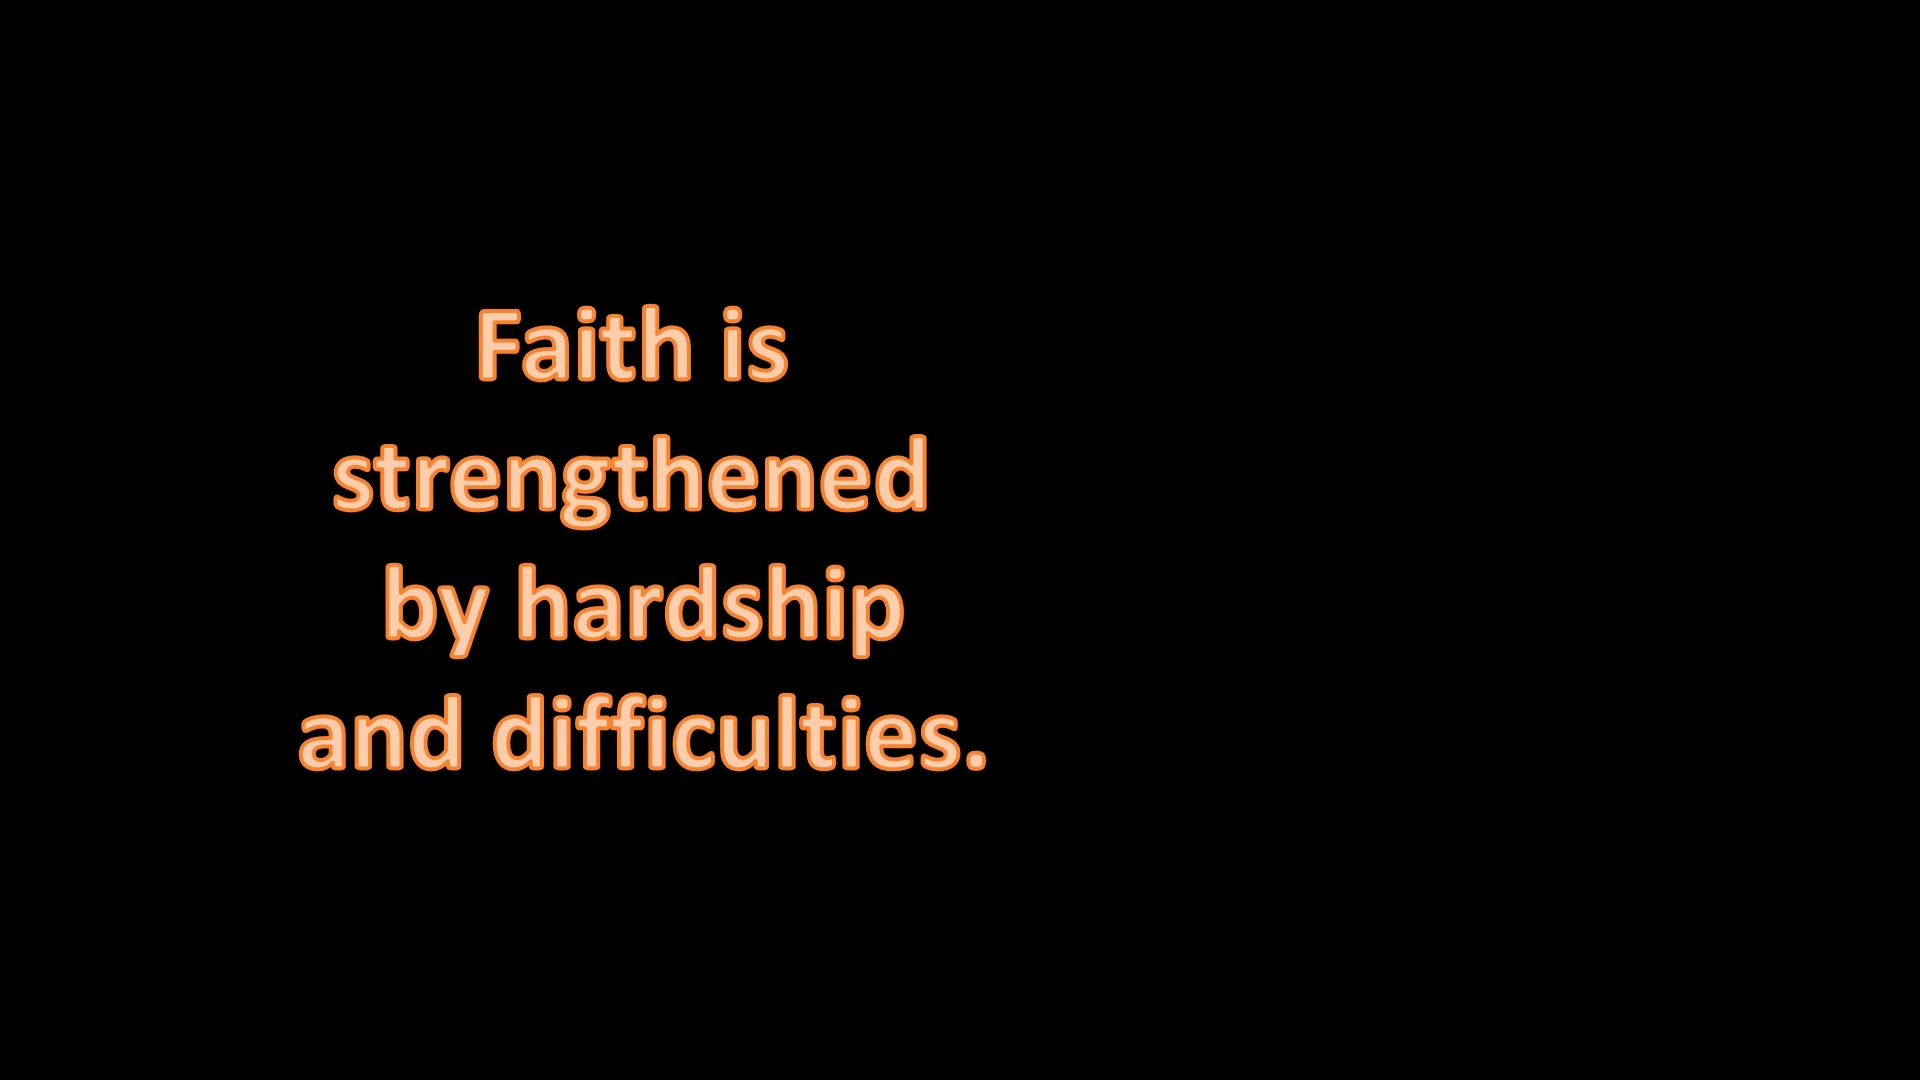 Faith is
strengthened
by hardship
and difficulties.